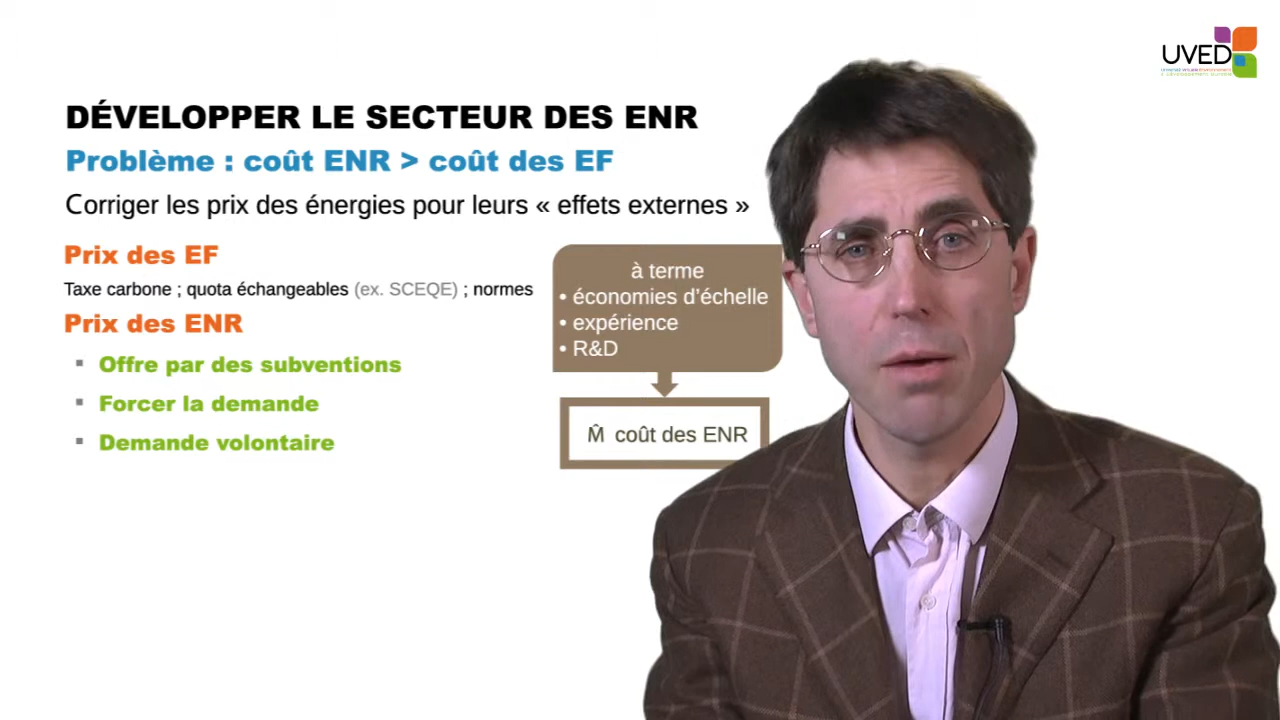 UVED
DÉVELOPPER LE SECTEUR DES ENR
Problème : coût ENR > coût des EF
Corriger les prix des énergies pour leurs « effets externes »
Prix des EF
Taxe carbone ; quota échangeables (ex. SCEQE) ; normes
Prix des ENR
▪ Offre par des subventions
▪ Forcer la demande
▪ Demande volontaire
à terme
• économies d’échelle
• expérience
• R&D
M̂ coût des ENR